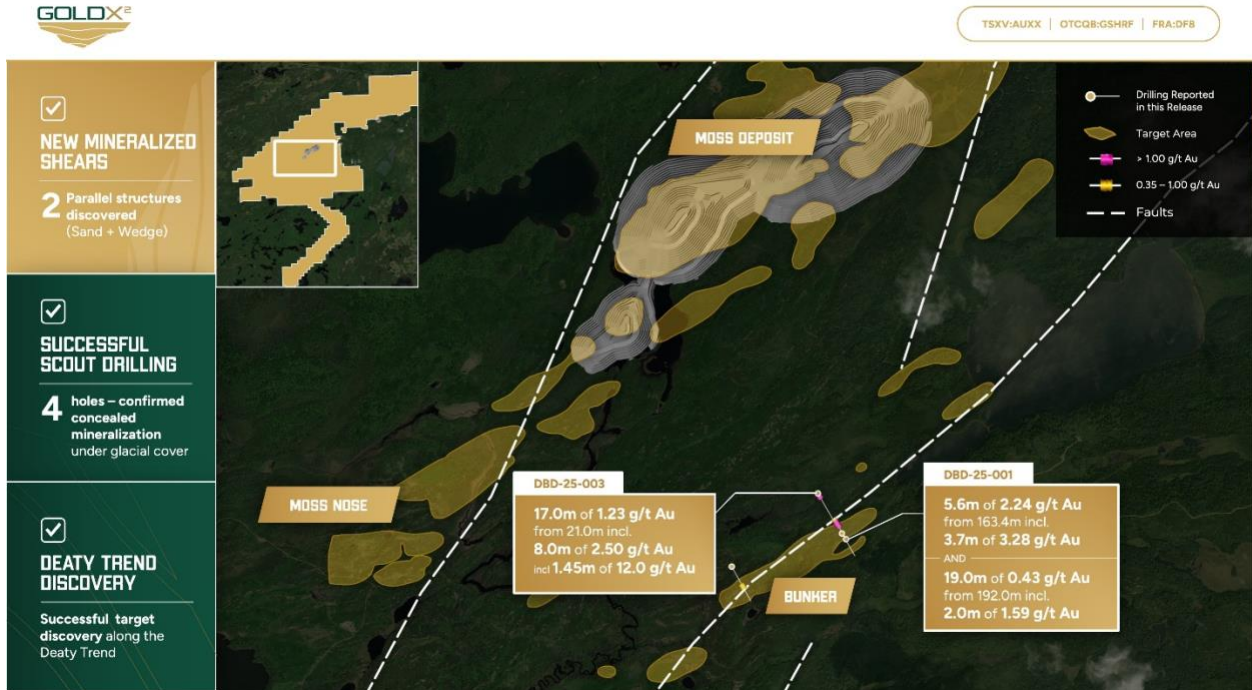 GOLDX²
TSXV:AUXX | OTCQB:GSHRF | FRA:DF8
NEW MINERALIZED
SHEARS
2 Parallel structures
discovered
(Sand + Wedge)
SUCCESSFUL
SCOUT DRILLING
4 holes – confirmed
concealed
mineralization
under glacial cover
DEATY TREND
DISCOVERY
Successful target
discovery along the
Deaty Trend
MOSS DEPOSIT
Drilling Reported
in this Release
Target Area
> 1.00 g/t Au
0.35 – 1.00 g/t Au
Faults
MOSS NOSE
DBD-25-003
17.0m of 1.23 g/t Au
from 21.0m incl.
8.0m of 2.50 g/t Au
incl 1.45m of 12.0 g/t Au
BUNKER
DBD-25-001
5.6m of 2.24 g/t Au
from 163.4m incl.
3.7m of 3.28 g/t Au
AND
19.0m of 0.43 g/t Au
from 192.0m incl.
2.0m of 1.59 g/t Au